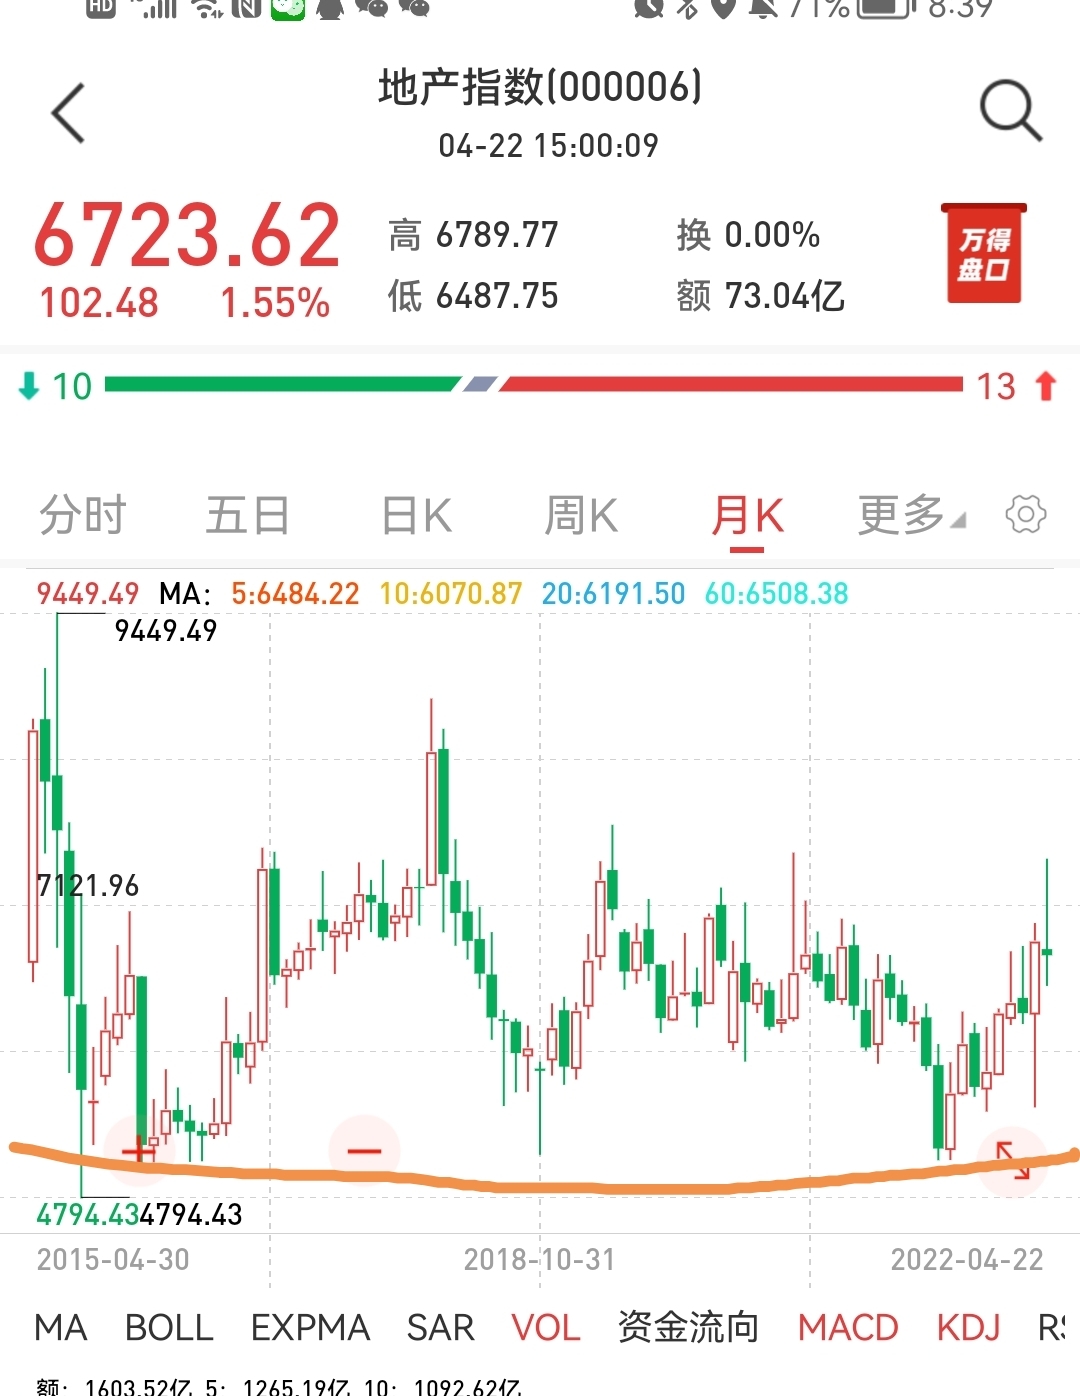 HD 71% 8:39
地产指数(000006)
04-22 15:00:09
6723.62 高 6789.77 换 0.00%
102.48 1.55% 低 6487.75 额 73.04亿
万得
盘口
10 13
分时 五日 日K 周K 月K 更多
9449.49 MA: 5:6484.22 10:6070.87 20:6191.50 60:6508.38
9449.49
7121.96
4794.43 4794.43
2015-04-30 2018-10-31 2022-04-22
MA BOLL EXPMA SAR VOL 资金流向 MACD KDJ
额: 1603.52亿 5: 1265.19亿 10: 1092.62亿